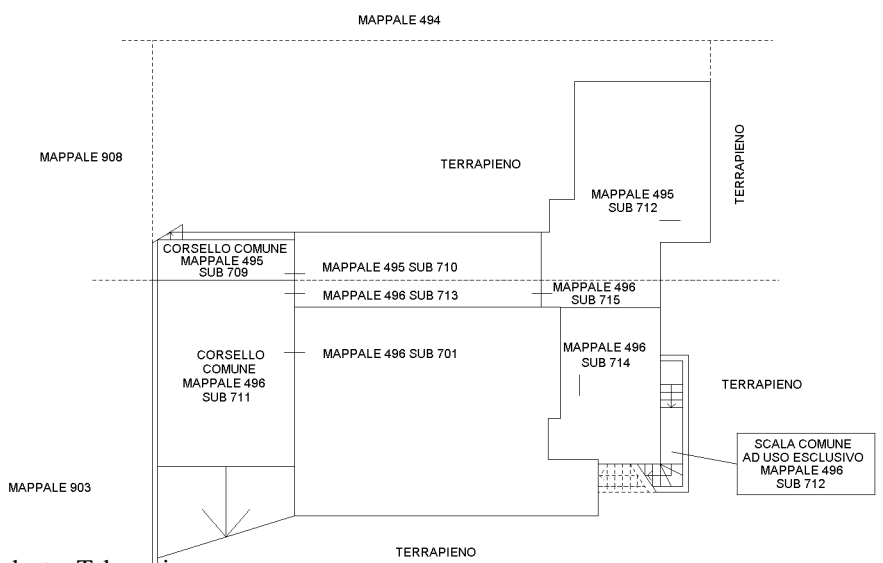 MAPPALE 494
MAPPALE 908
TERRAPIENO
TERRAPIENO
MAPPALE 495
SUB 712
CORSELLO COMUNE
MAPPALE 495
SUB 709
MAPPALE 495 SUB 710
MAPPALE 496 SUB 713
MAPPALE 496
SUB 715
CORSELLO
COMUNE
MAPPALE 496
SUB 711
MAPPALE 496 SUB 701
MAPPALE 496
SUB 714
TERRAPIENO
SCALA COMUNE
AD USO ESCLUSIVO
MAPPALE 496
SUB 712
MAPPALE 903
TERRAPIENO